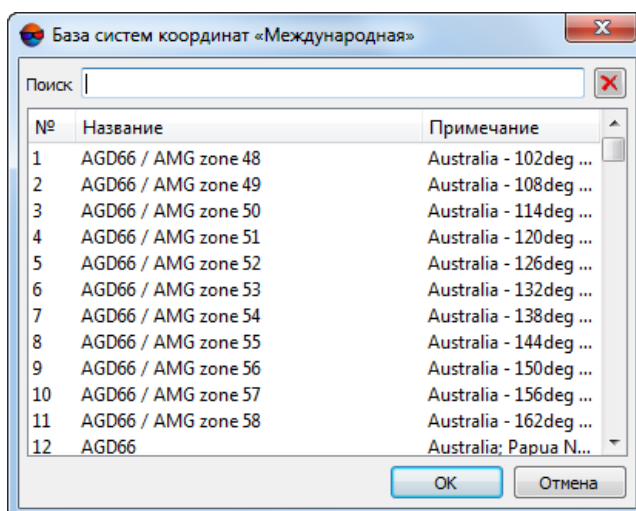 База систем координат «Международная»
Поиск
№ Название Примечание
1 AGD66 / AMG zone 48 Australia - 102deg ...
2 AGD66 / AMG zone 49 Australia - 108deg ...
3 AGD66 / AMG zone 50 Australia - 114deg ...
4 AGD66 / AMG zone 51 Australia - 120deg ...
5 AGD66 / AMG zone 52 Australia - 126deg ...
6 AGD66 / AMG zone 53 Australia - 132deg ...
7 AGD66 / AMG zone 54 Australia - 138deg ...
8 AGD66 / AMG zone 55 Australia - 144deg ...
9 AGD66 / AMG zone 56 Australia - 150deg ...
10 AGD66 / AMG zone 57 Australia - 156deg ...
11 AGD66 / AMG zone 58 Australia - 162deg ...
12 AGD66 Australia; Papua N...
OK Отмена